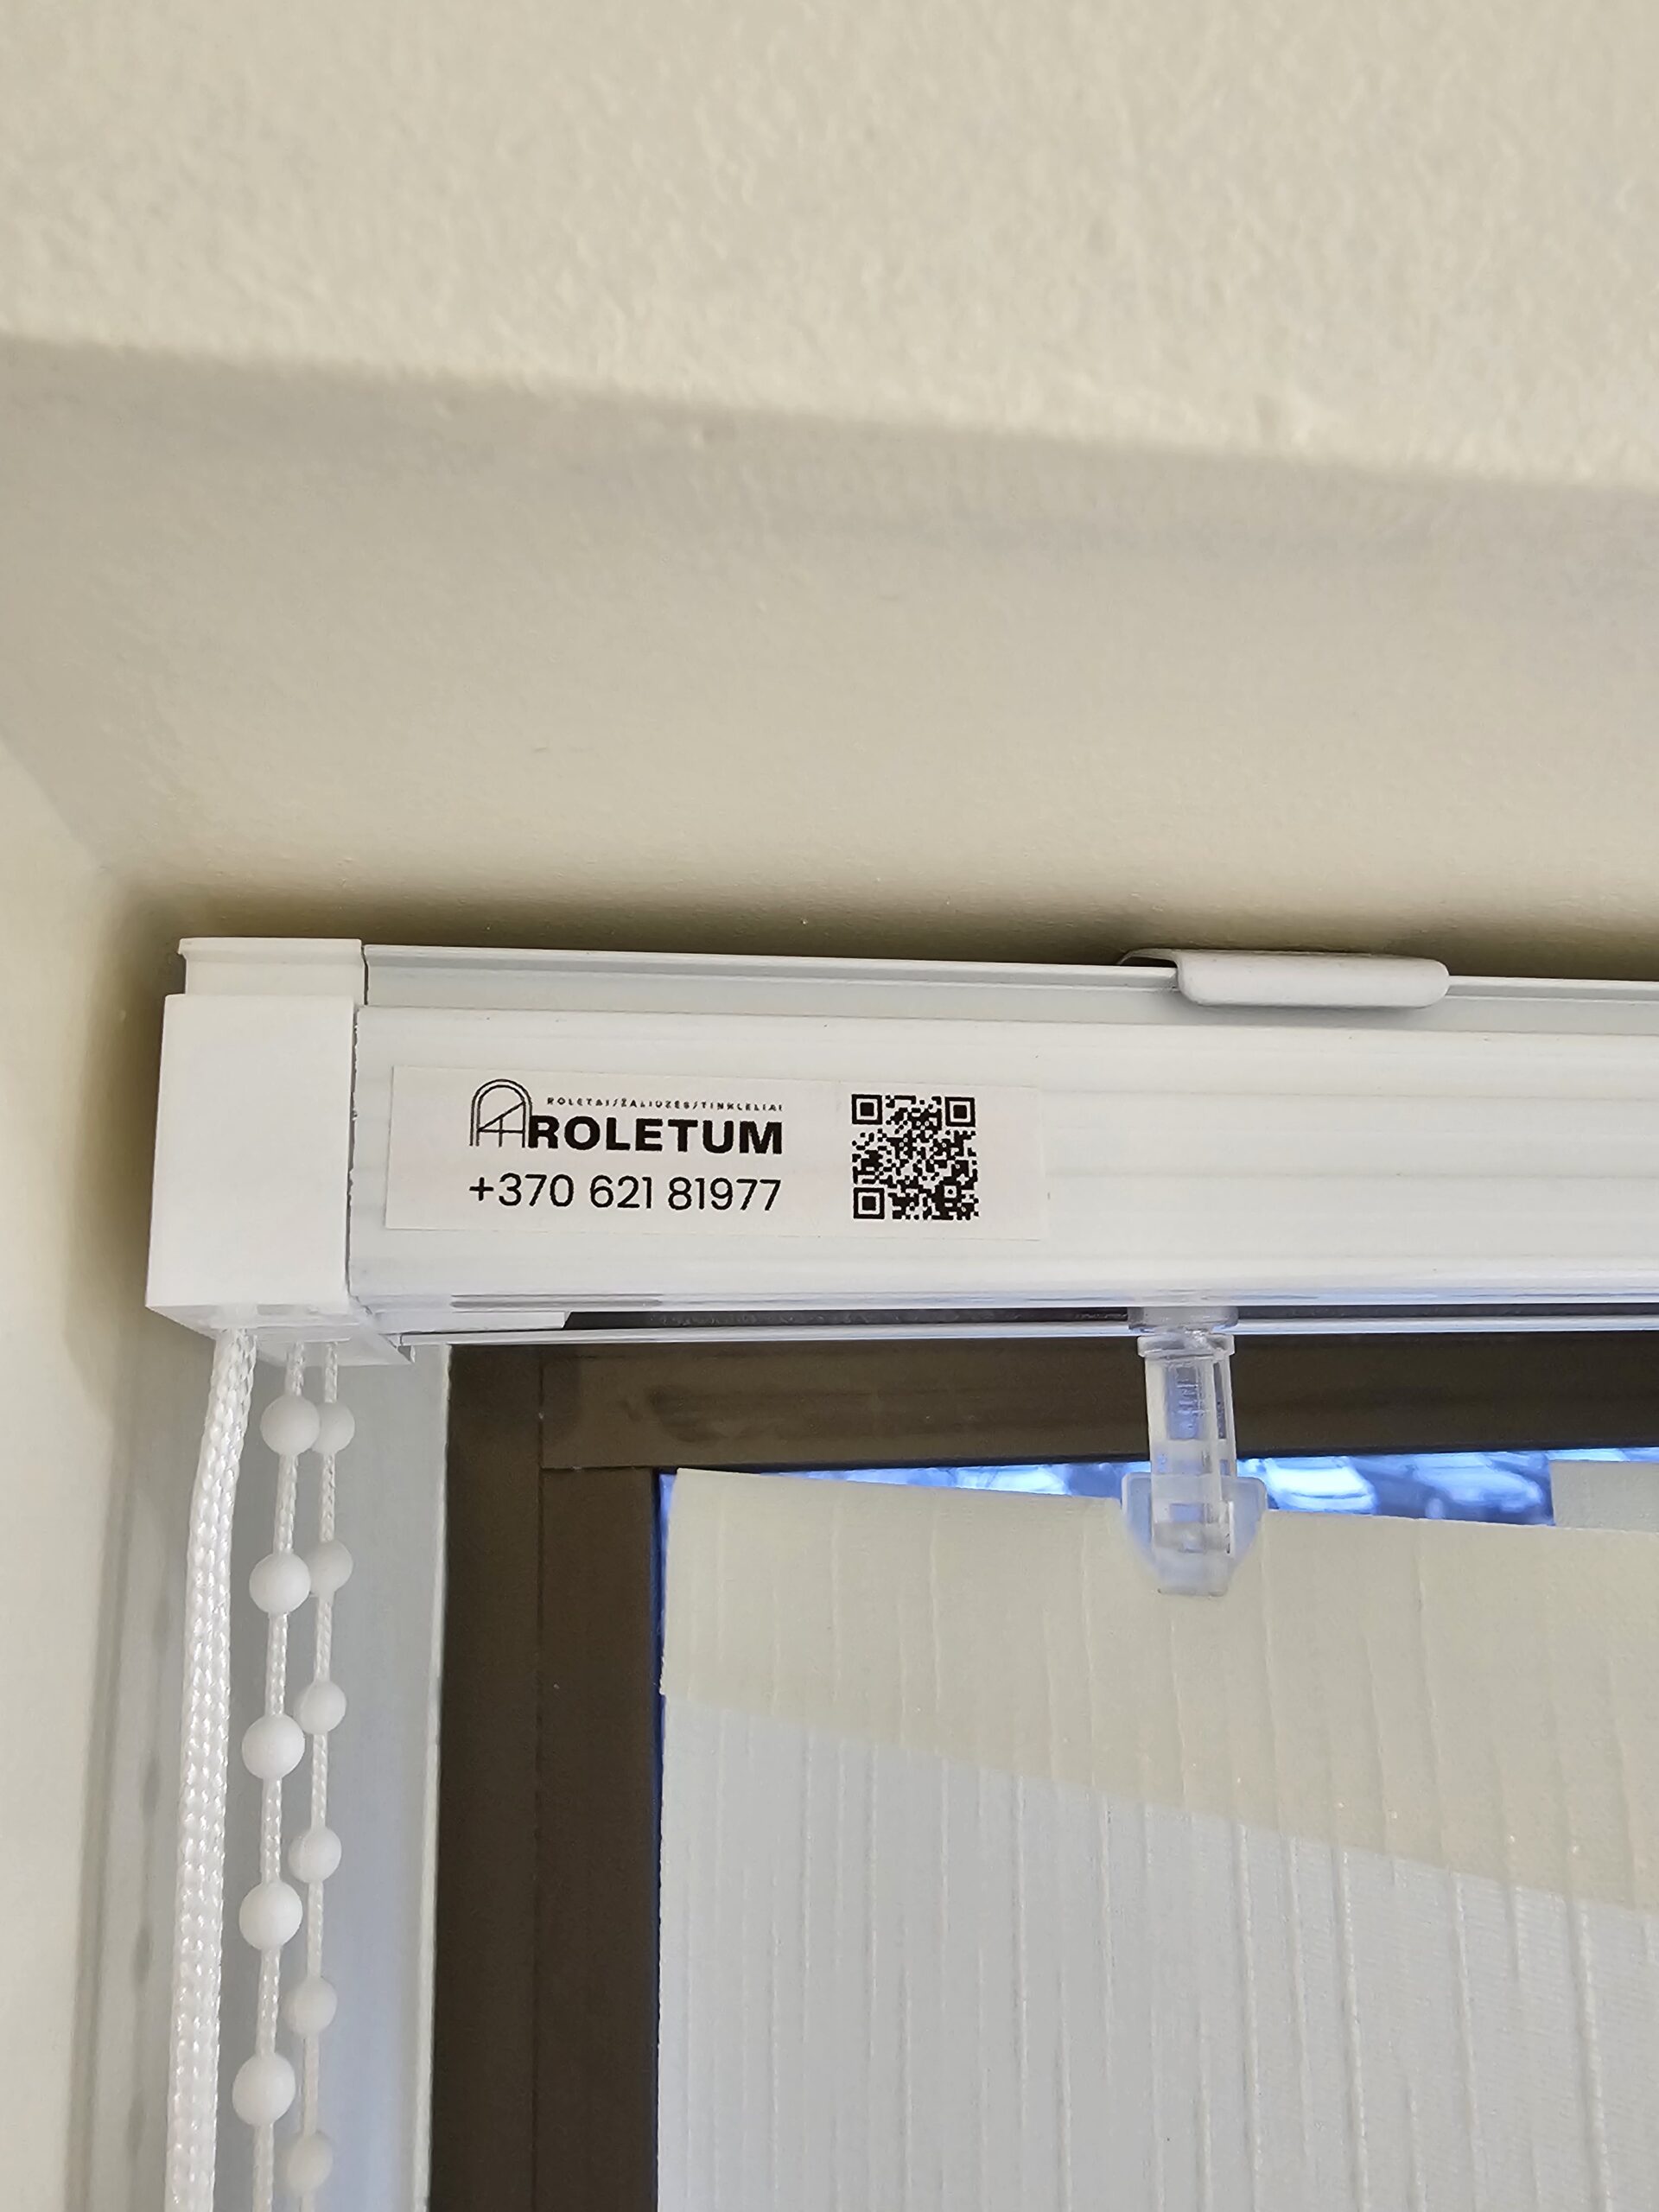 ROLETAI/ŽALIUZĖS/TINKLELIAI
ROLETUM
+370 621 81977